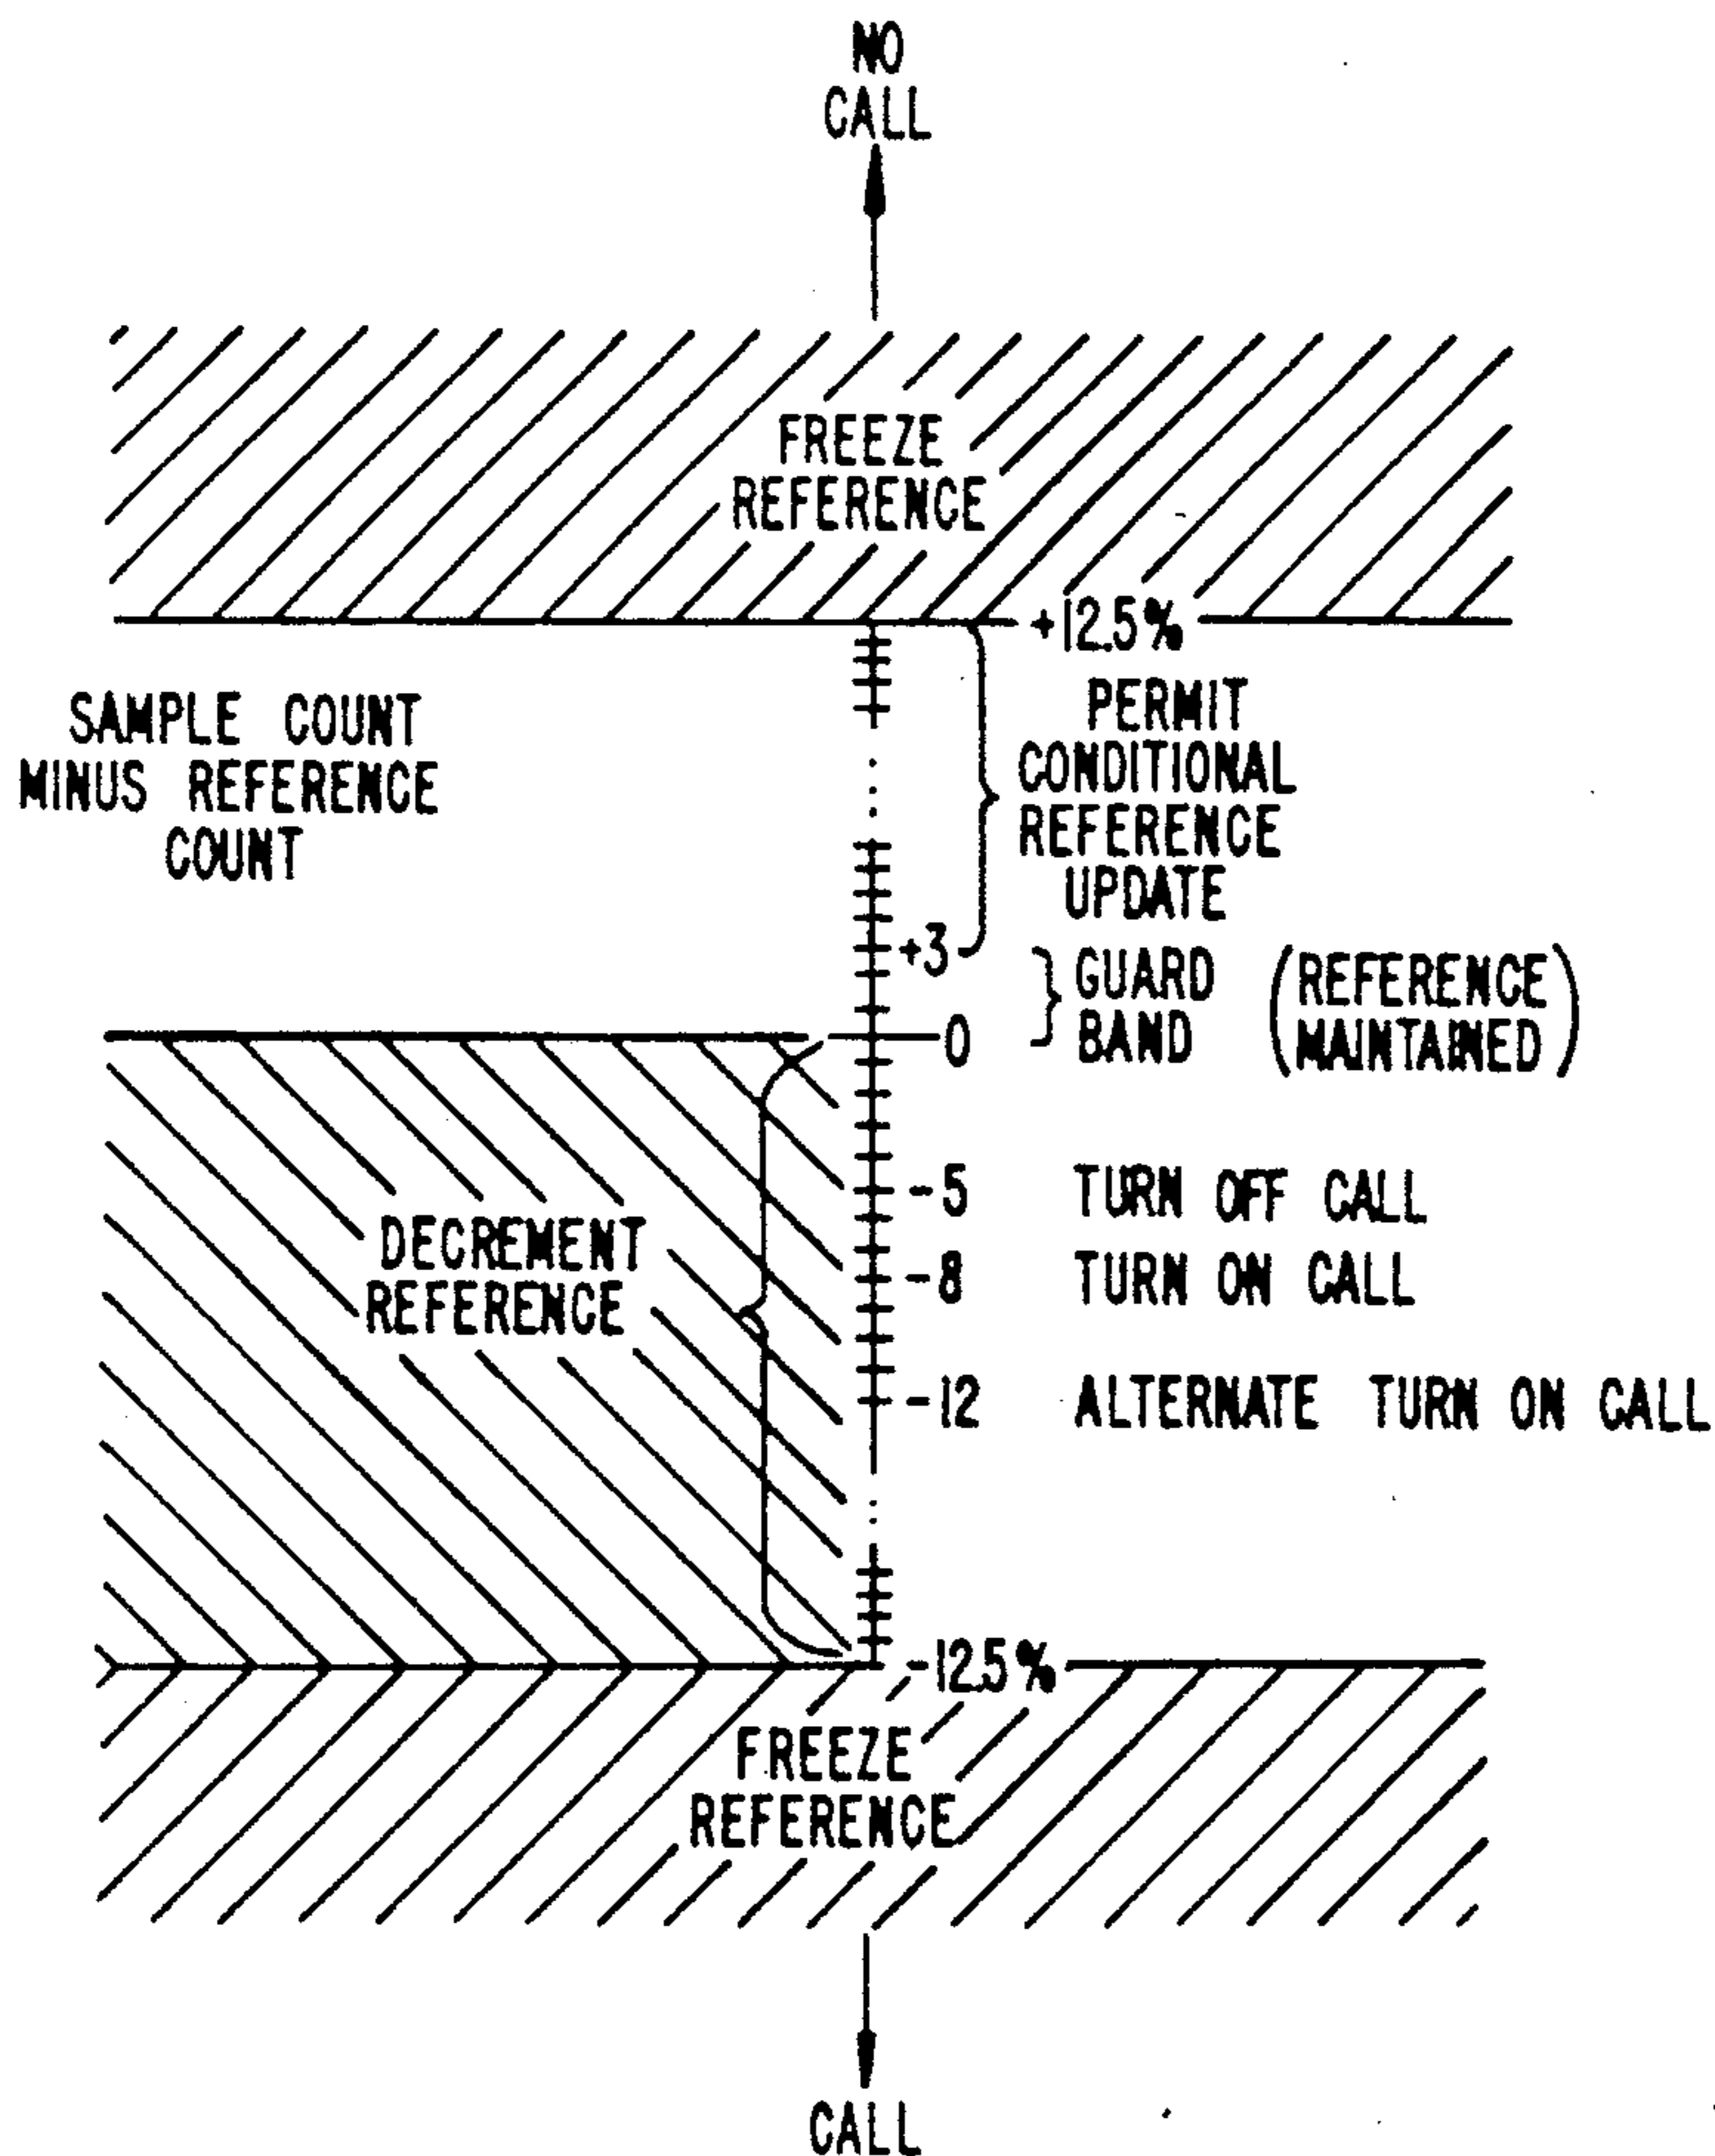 NO
CALL
FREEZE
REFERENCE
+12.5%
SAMPLE COUNT
MINUS REFERENCE
COUNT
PERMIT
CONDITIONAL
REFERENCE
UPDATE
+3
GUARD
BAND
(REFERENCE
MAINTAINED)
0
DECREMENT
REFERENCE
-5 TURN OFF CALL
-8 TURN ON CALL
-12 ALTERNATE TURN ON CALL
-12.5%
FREEZE
REFERENCE
CALL